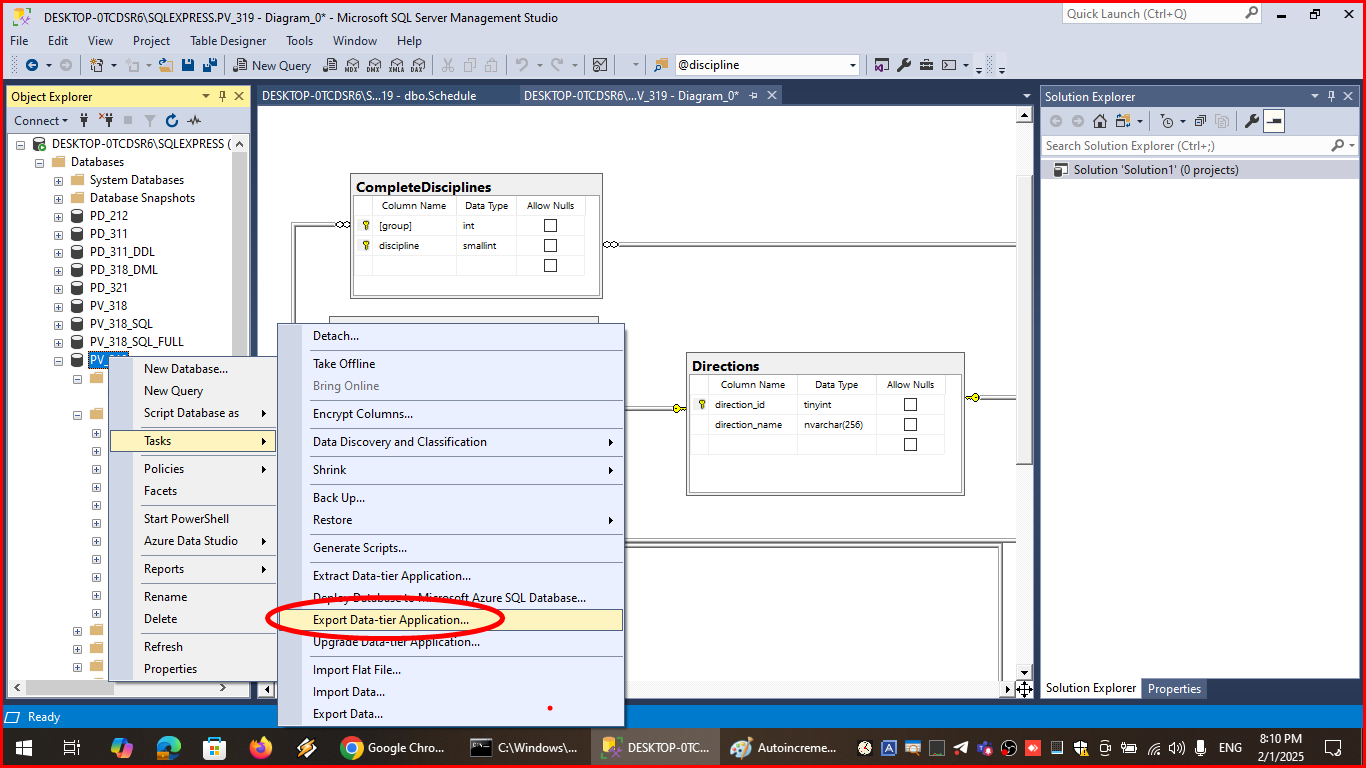 DESKTOP-0TCDSR6\SQLEXPRESS.PV_319 - Diagram_0* - Microsoft SQL Server Management Studio
Quick Launch (Ctrl+Q)
File Edit View Project Table Designer Tools Window Help
New Query MDX DMX XMLA DAX @discipline
Object Explorer
DESKTOP-0TCDSR6\S...19 - dbo.Schedule DESKTOP-0TCDSR6\...V_319 - Diagram_0*
Solution Explorer
Connect
Search Solution Explorer (Ctrl+;)
Solution 'Solution1' (0 projects)
DESKTOP-0TCDSR6\SQLEXPRESS (
Databases
System Databases
Database Snapshots
PD_212
PD_311
PD_311_DDL
PD_318_DML
PD_321
PV_318
PV_318_SQL
PV_318_SQL_FULL
CompleteDisciplines
Column Name Data Type Allow Nulls
[group] int
discipline smallint
Directions
Column Name Data Type Allow Nulls
direction_id tinyint
direction_name nvarchar(256)
New Database...
New Query
Script Database as
Tasks
Policies
Facets
Start PowerShell
Azure Data Studio
Reports
Rename
Delete
Refresh
Properties
Detach...
Take Offline
Bring Online
Encrypt Columns...
Data Discovery and Classification
Shrink
Back Up...
Restore
Generate Scripts...
Extract Data-tier Application...
Deploy Database to Microsoft Azure SQL Database...
Export Data-tier Application...
Upgrade Data-tier Application...
Import Flat File...
Import Data...
Export Data...
Solution Explorer Properties
Ready
Google Chro... C:\Windows\... DESKTOP-0TC... Autoincreme...
ENG
8:10 PM
2/1/2025